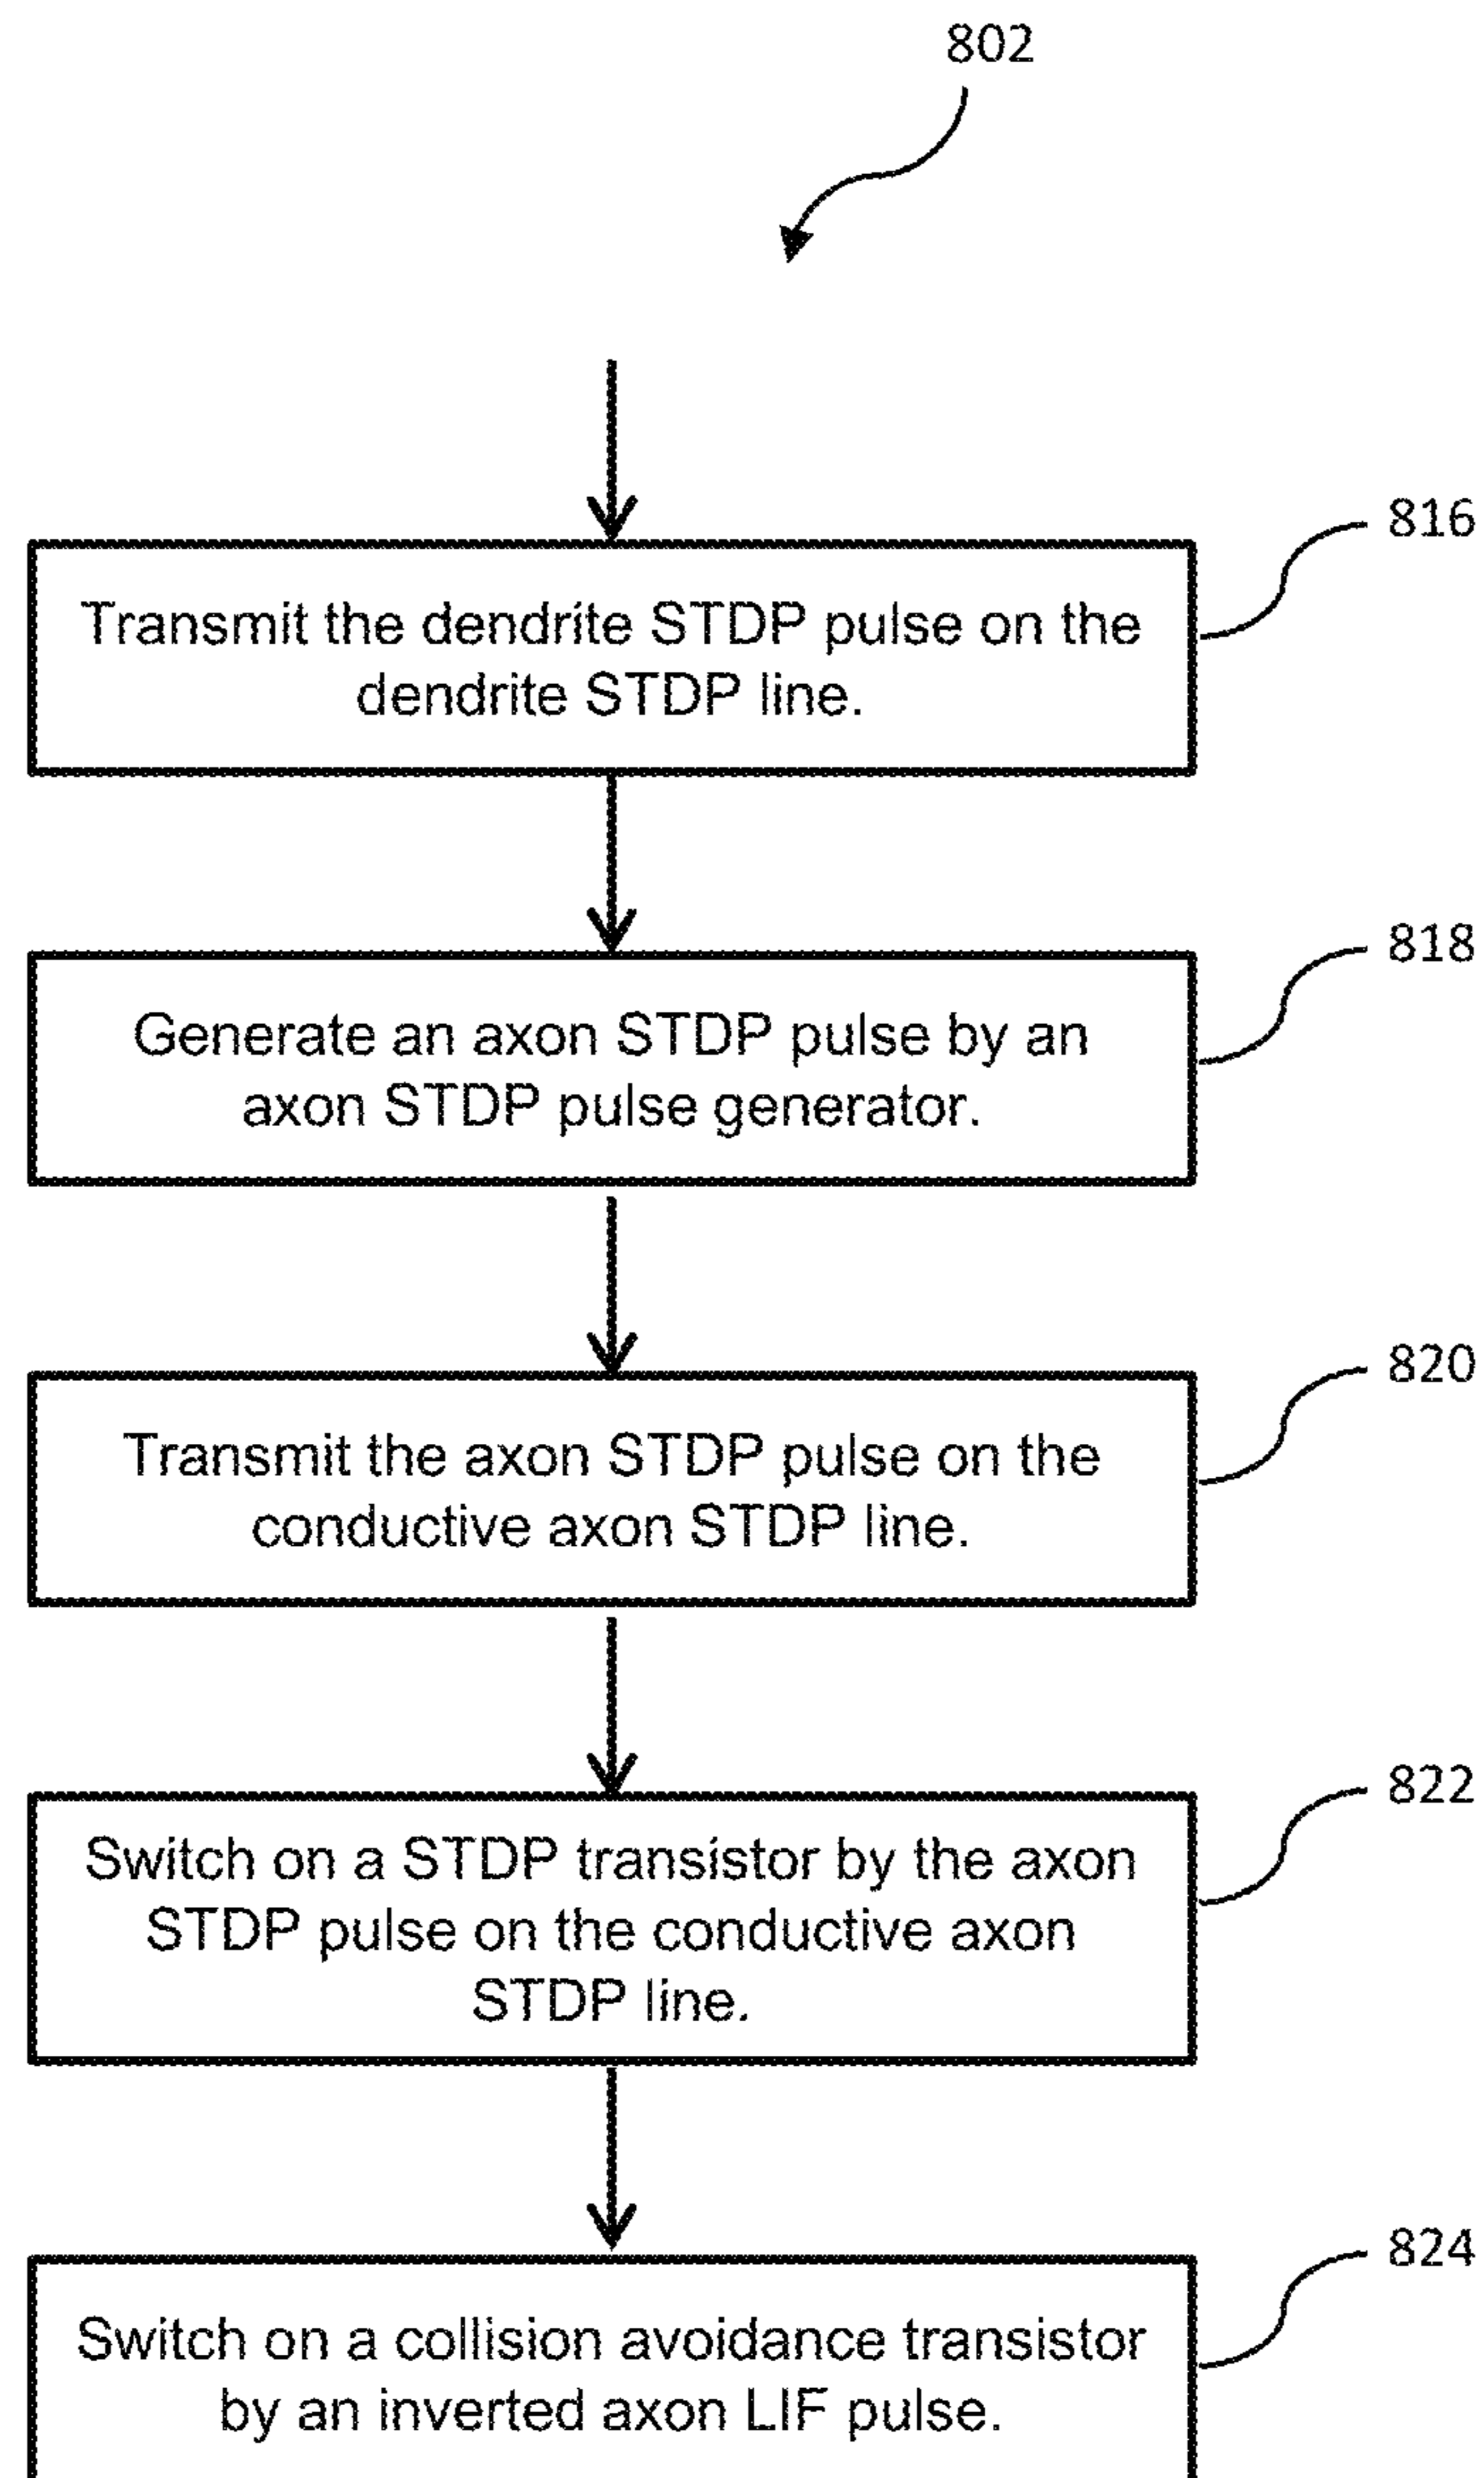 802
816
Transmit the dendrite STDP pulse on the
dendrite STDP line.
818
Generate an axon STDP pulse by an
axon STDP pulse generator.
820
Transmit the axon STDP pulse on the
conductive axon STDP line.
822
Switch on a STDP transistor by the axon
STDP pulse on the conductive axon
STDP line.
824
Switch on a collision avoidance transistor
by an inverted axon LIF pulse.